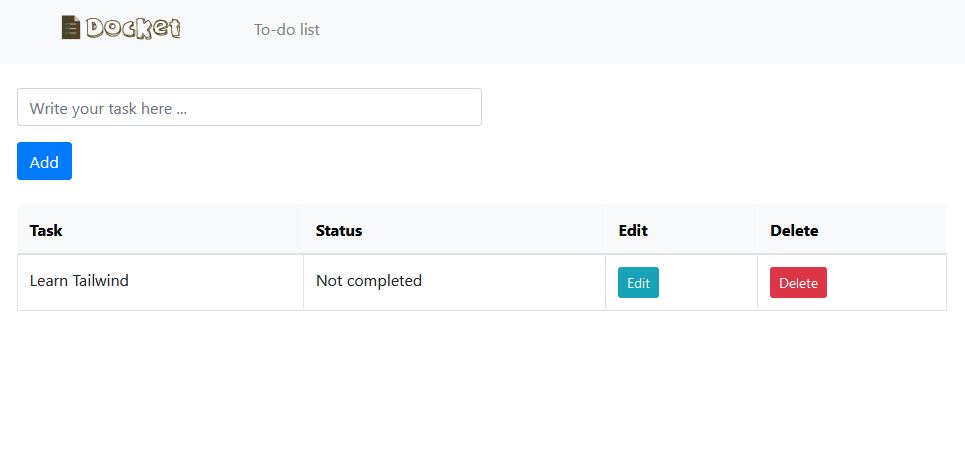 Docket To-do list
Write your task here ...
Add
Task Status Edit Delete
Learn Tailwind Not completed Edit Delete